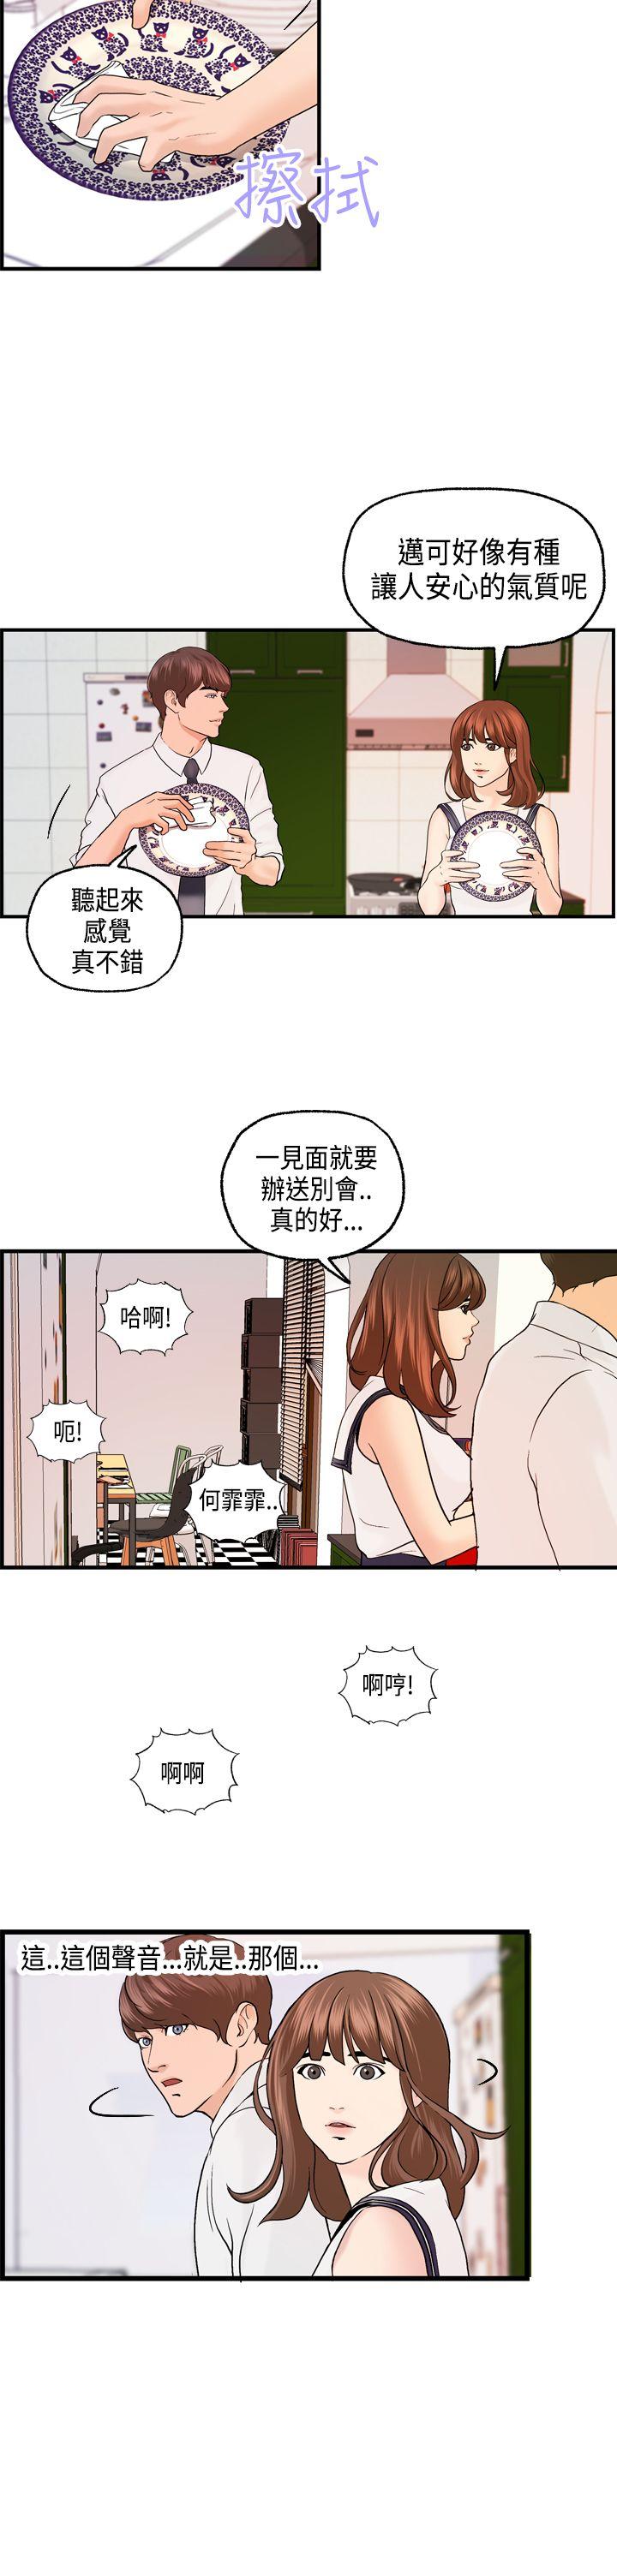 擦拭
邁可好像有種
讓人安心的氣質呢
聽起來
感覺
真不錯
一見面就要
辦送別會..
真的好...
哈啊!
呃!
何霏霏..
啊哼!
啊啊
這..這個聲音...就是..那個...